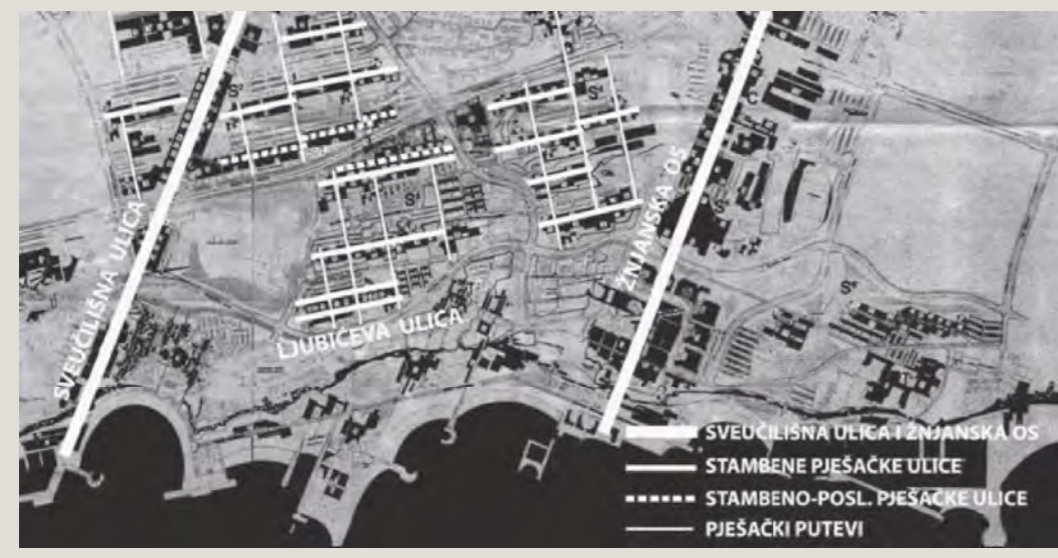 SVEUČILIŠNA ULICA
LJUBIĆEVA ULICA
ŽNJANSKA OS
SVEUČILIŠNA ULICA I ŽNJANSKA OS
STAMBENE PJEŠAČKE ULICE
STAMBENO-POSL. PJEŠAČKE ULICE
PJEŠAČKI PUTEVI